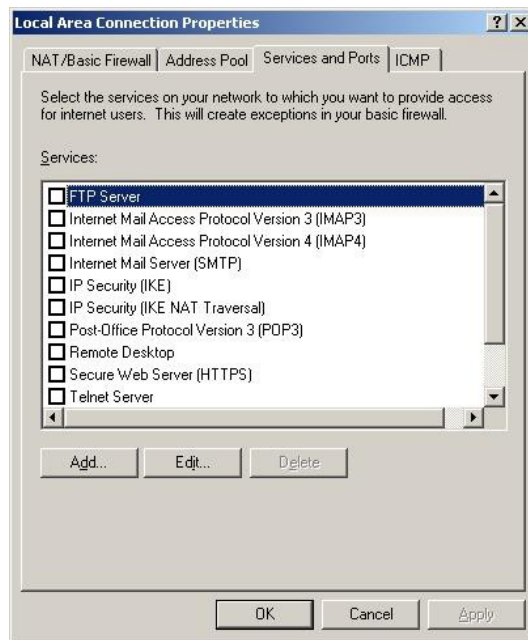 Local Area Connection Properties
NAT/Basic Firewall Address Pool Services and Ports ICMP
Select the services on your network to which you want to provide access
for internet users. This will create exceptions in your basic firewall.
Services:
FTP Server
Internet Mail Access Protocol Version 3 (IMAP3)
Internet Mail Access Protocol Version 4 (IMAP4)
Internet Mail Server (SMTP)
IP Security (IKE)
IP Security (IKE NAT Traversal)
Post-Office Protocol Version 3 (POP3)
Remote Desktop
Secure Web Server (HTTPS)
Telnet Server
Add... Edit... Delete
OK Cancel Apply